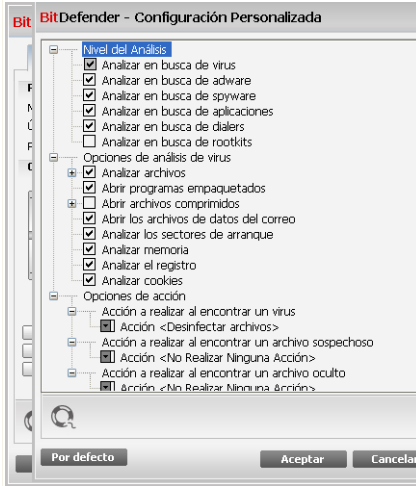 Bit
BitDefender - Configuración Personalizada
Nivel del Análisis
Analizar en busca de virus
Analizar en busca de adware
Analizar en busca de spyware
Analizar en busca de aplicaciones
Analizar en busca de dialers
Analizar en busca de rootkits
Opciones de análisis de virus
Analizar archivos
Abrir programas empaquetados
Abrir archivos comprimidos
Abrir los archivos de datos del correo
Analizar los sectores de arranque
Analizar memoria
Analizar el registro
Analizar cookies
Opciones de acción
Acción a realizar al encontrar un virus
Acción <Desinfectar archivos>
Acción a realizar al encontrar un archivo sospechoso
Acción <No Realizar Ninguna Acción>
Acción a realizar al encontrar un archivo oculto
Acción <No Realizar Ninguna Acción>
Por defecto
Aceptar
Cancelar